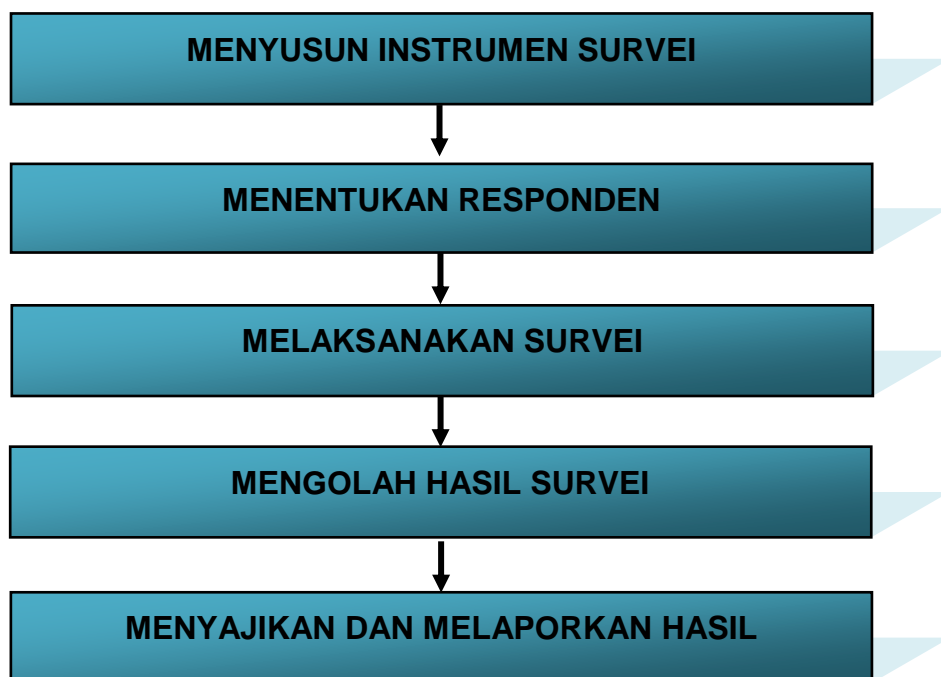 MENYUSUN INSTRUMEN SURVEI
MENENTUKAN RESPONDEN
MELAKSANAKAN SURVEI
MENGOLAH HASIL SURVEI
MENYAJIKAN DAN MELAPORKAN HASIL